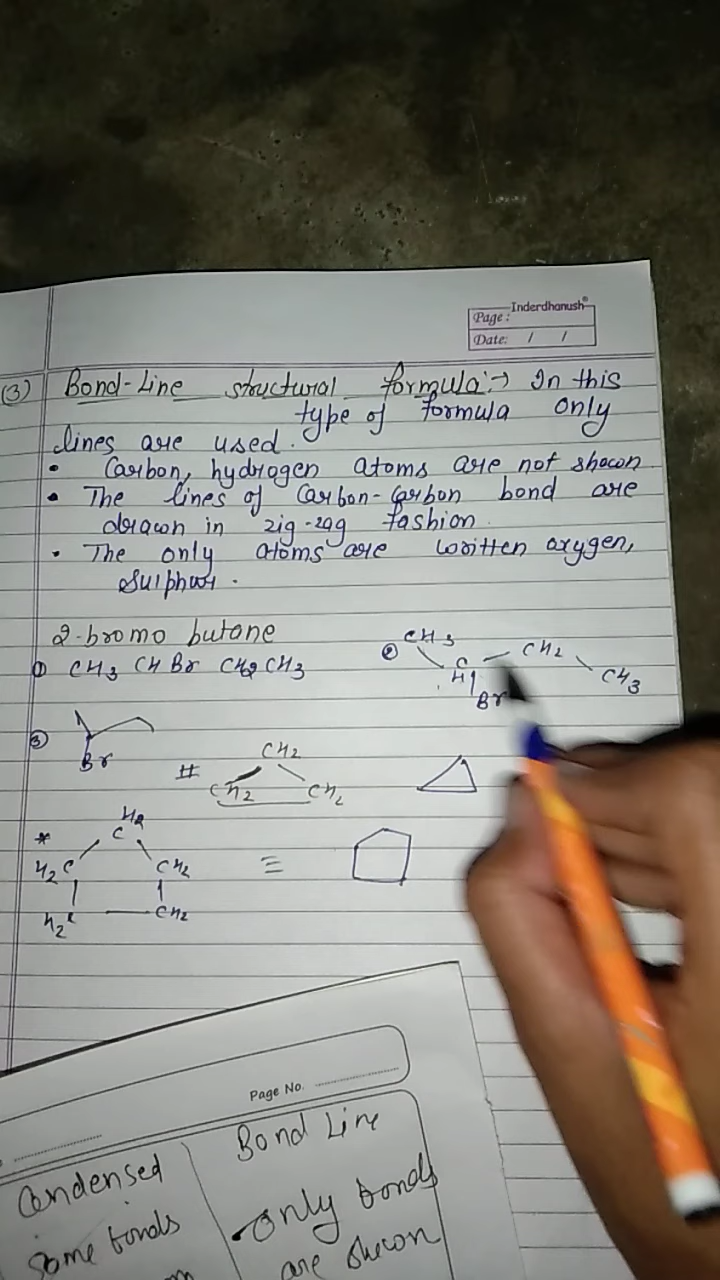 Inderdhanush®
Page :
Date: / /
(3) Bond-Line structural formula :→ In this
type of formula only
lines are used.
• Carbon, hydrogen atoms are not shown
• The lines of Carbon-Carbon bond are
drawn in zig-zag fashion.
• The only atoms are written oxygen,
Sulphur.
2-bromo butane
① CH3 CH Br CH2 CH3
② CH3 CH2
C
H CH3
Br
③
Br
# CH2
CH2 CH2
* H2
C
H2C CH2 ≡
H2C CH2
Page No.
Condensed Bond Line
Some bonds only bonds
are shown